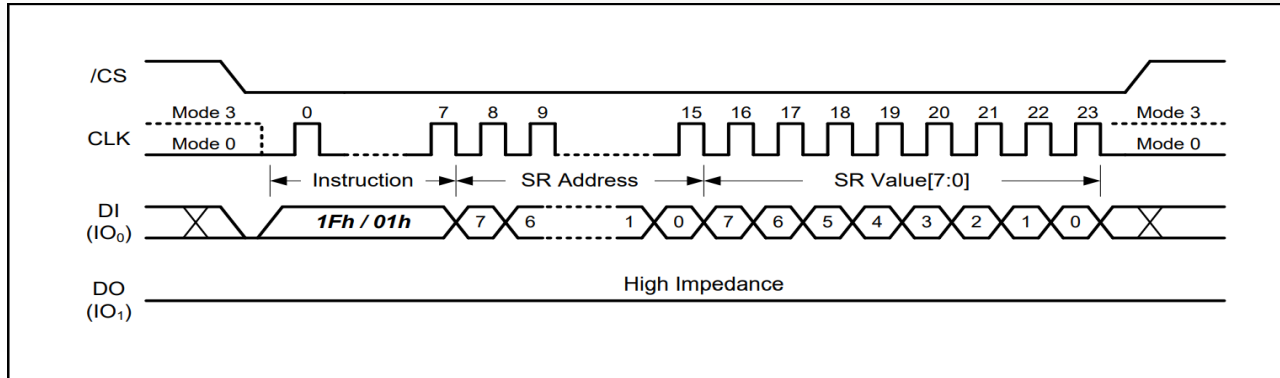 /CS
Mode 3 0 7 8 9 15 16 17 18 19 20 21 22 23 Mode 3
CLK
Mode 0 Mode 0
Instruction SR Address SR Value[7:0]
DI 1Fh / 01h 7 6 1 0 7 6 5 4 3 2 1 0
(IO₀)
High Impedance
DO
(IO₁)